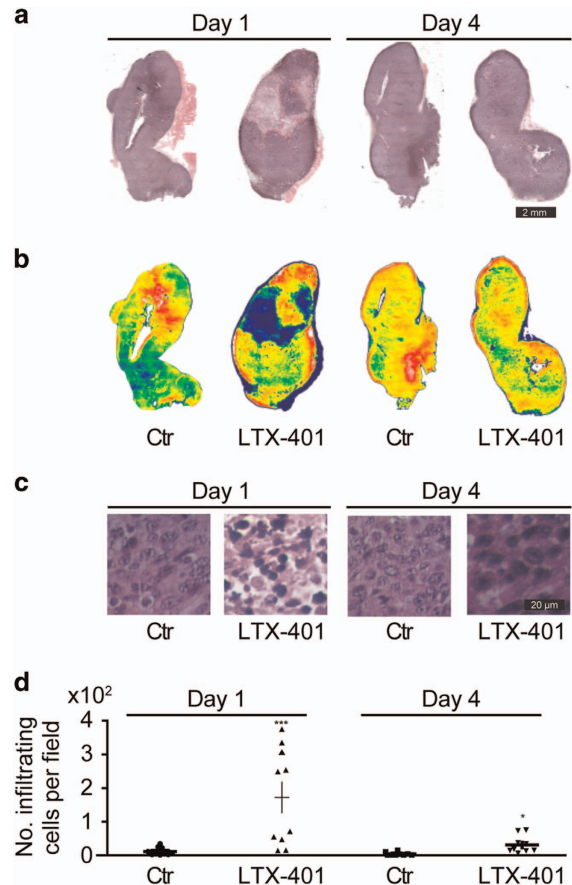 a
Day 1 Day 4
2 mm
b
Ctr LTX-401 Ctr LTX-401
c
Day 1 Day 4
20 µm
Ctr LTX-401 Ctr LTX-401
d
x10²
Day 1 Day 4
No. infiltrating
cells per field
4
3
2
1
0
***
*
Ctr LTX-401 Ctr LTX-401